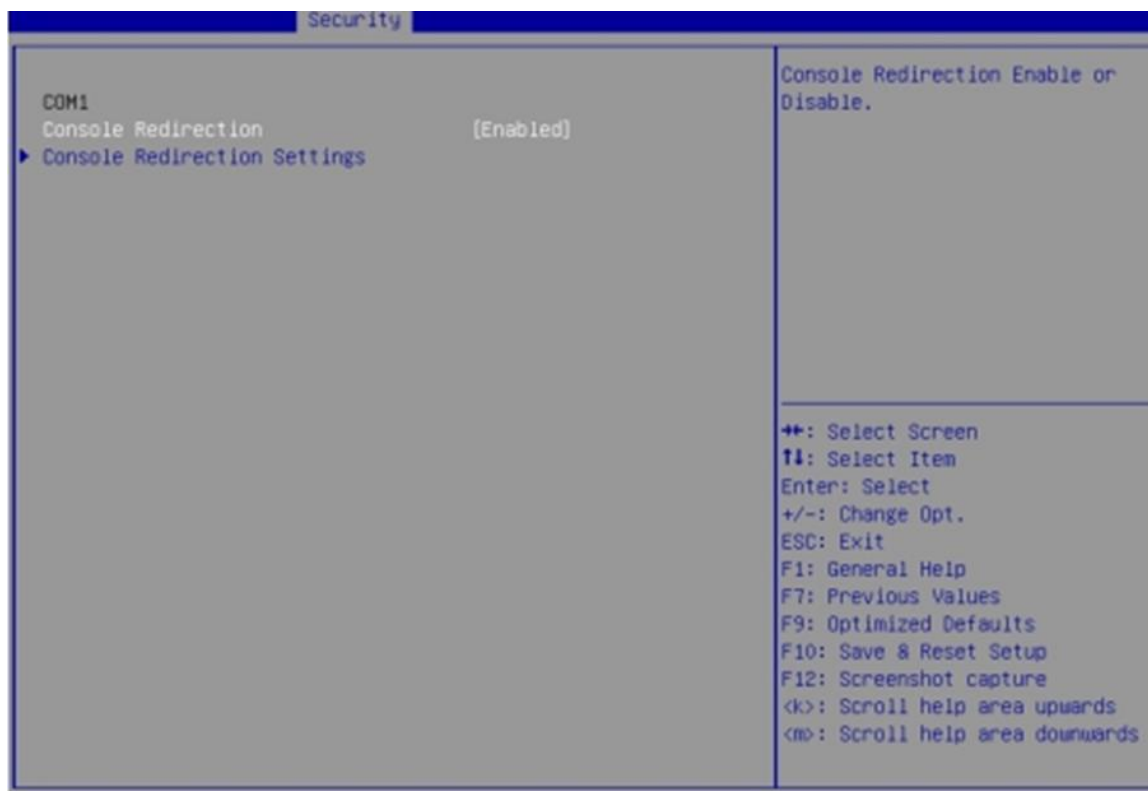 Security
COM1
Console Redirection [Enabled]
Console Redirection Settings
Console Redirection Enable or
Disable.
→←: Select Screen
↑↓: Select Item
Enter: Select
+/-: Change Opt.
ESC: Exit
F1: General Help
F7: Previous Values
F9: Optimized Defaults
F10: Save & Reset Setup
F12: Screenshot capture
<k>: Scroll help area upwards
<m>: Scroll help area downwards